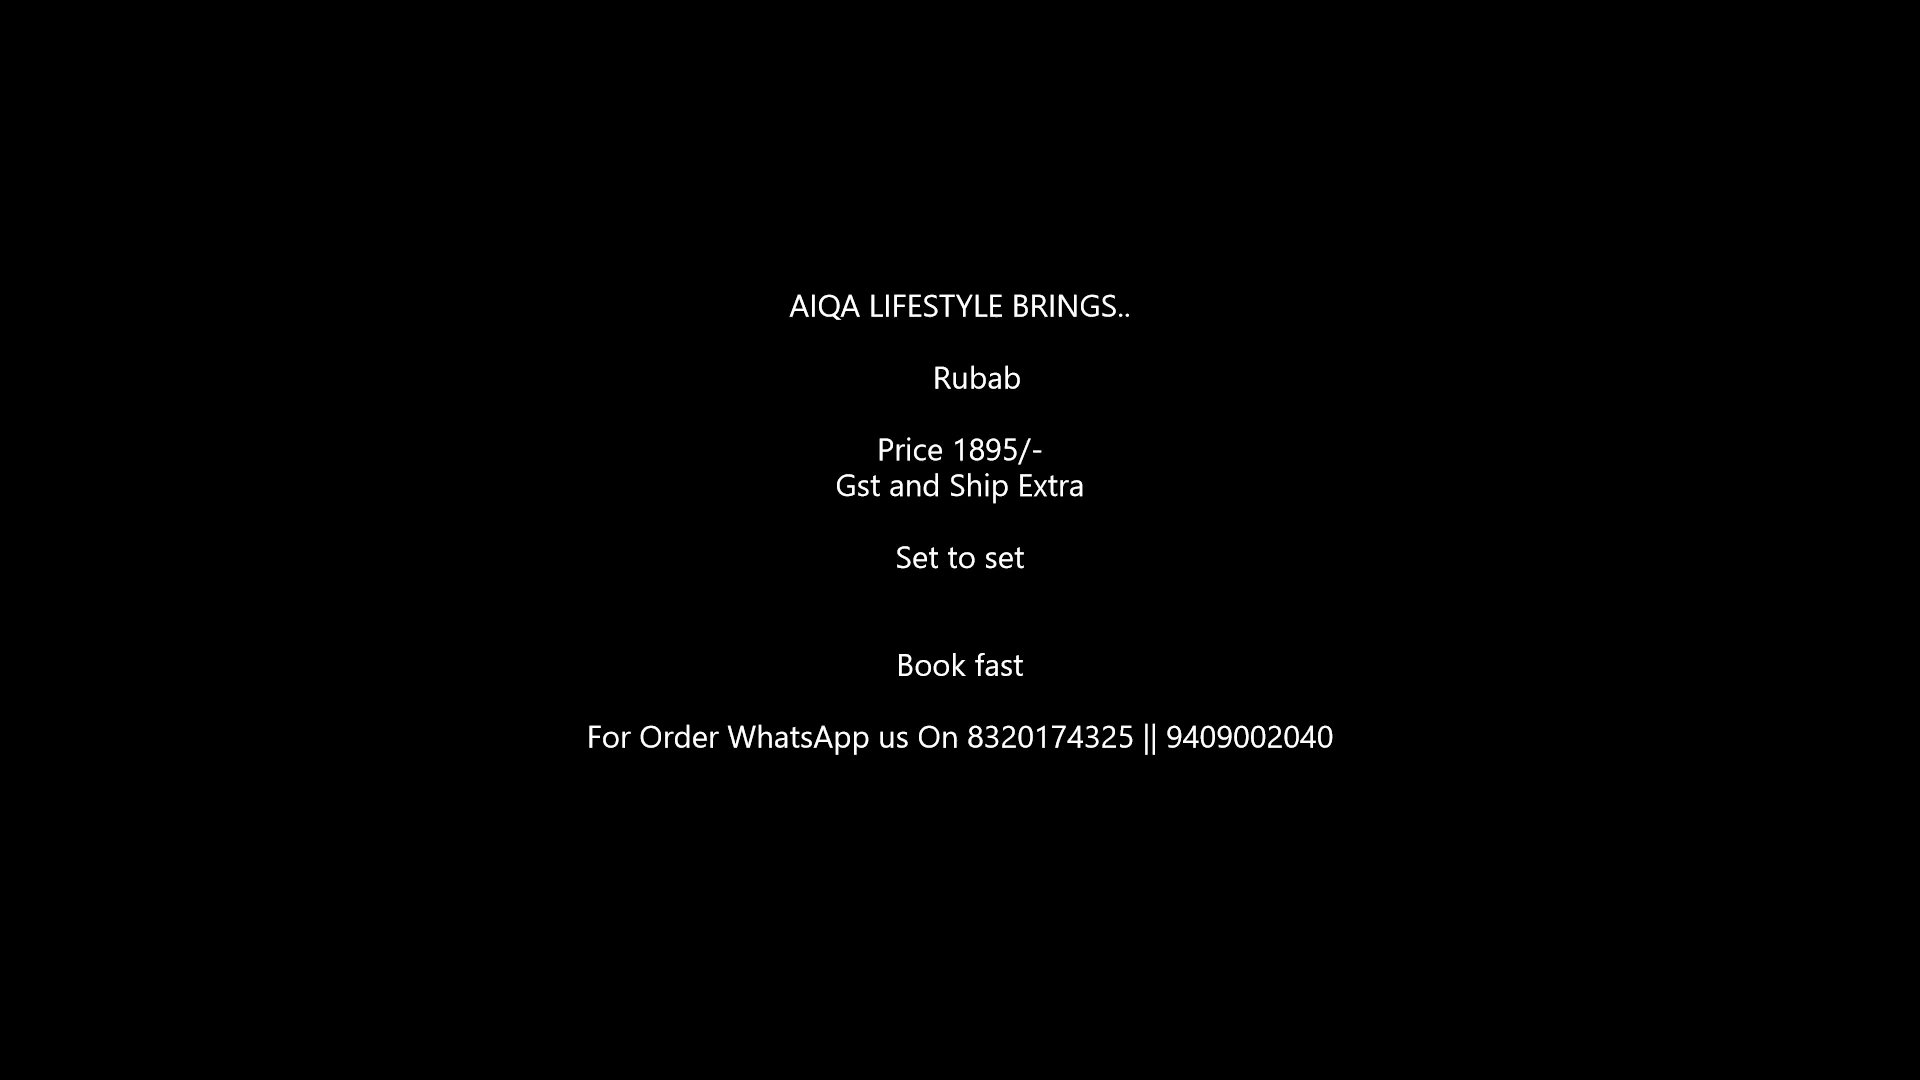 AIQA LIFESTYLE BRINGS..
Rubab
Price 1895/-
Gst and Ship Extra
Set to set
Book fast
For Order WhatsApp us On 8320174325 || 9409002040